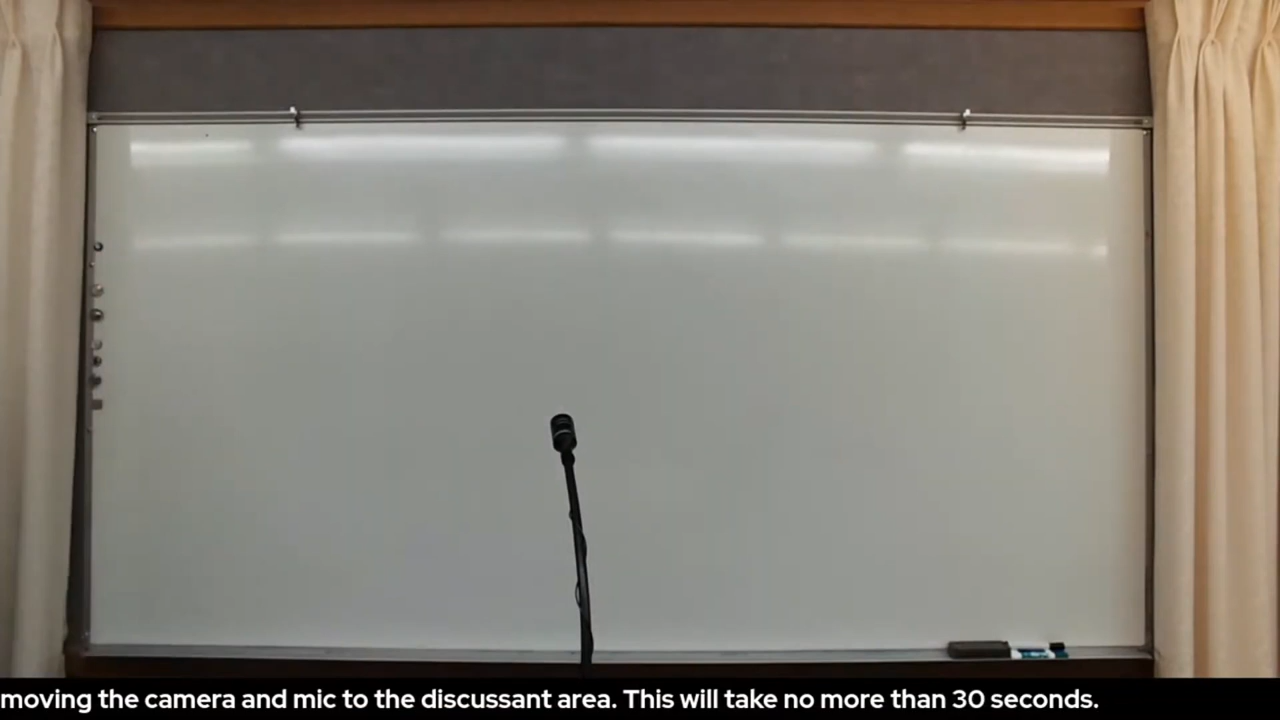 moving the camera and mic to the discussant area. This will take no more than 30 seconds.